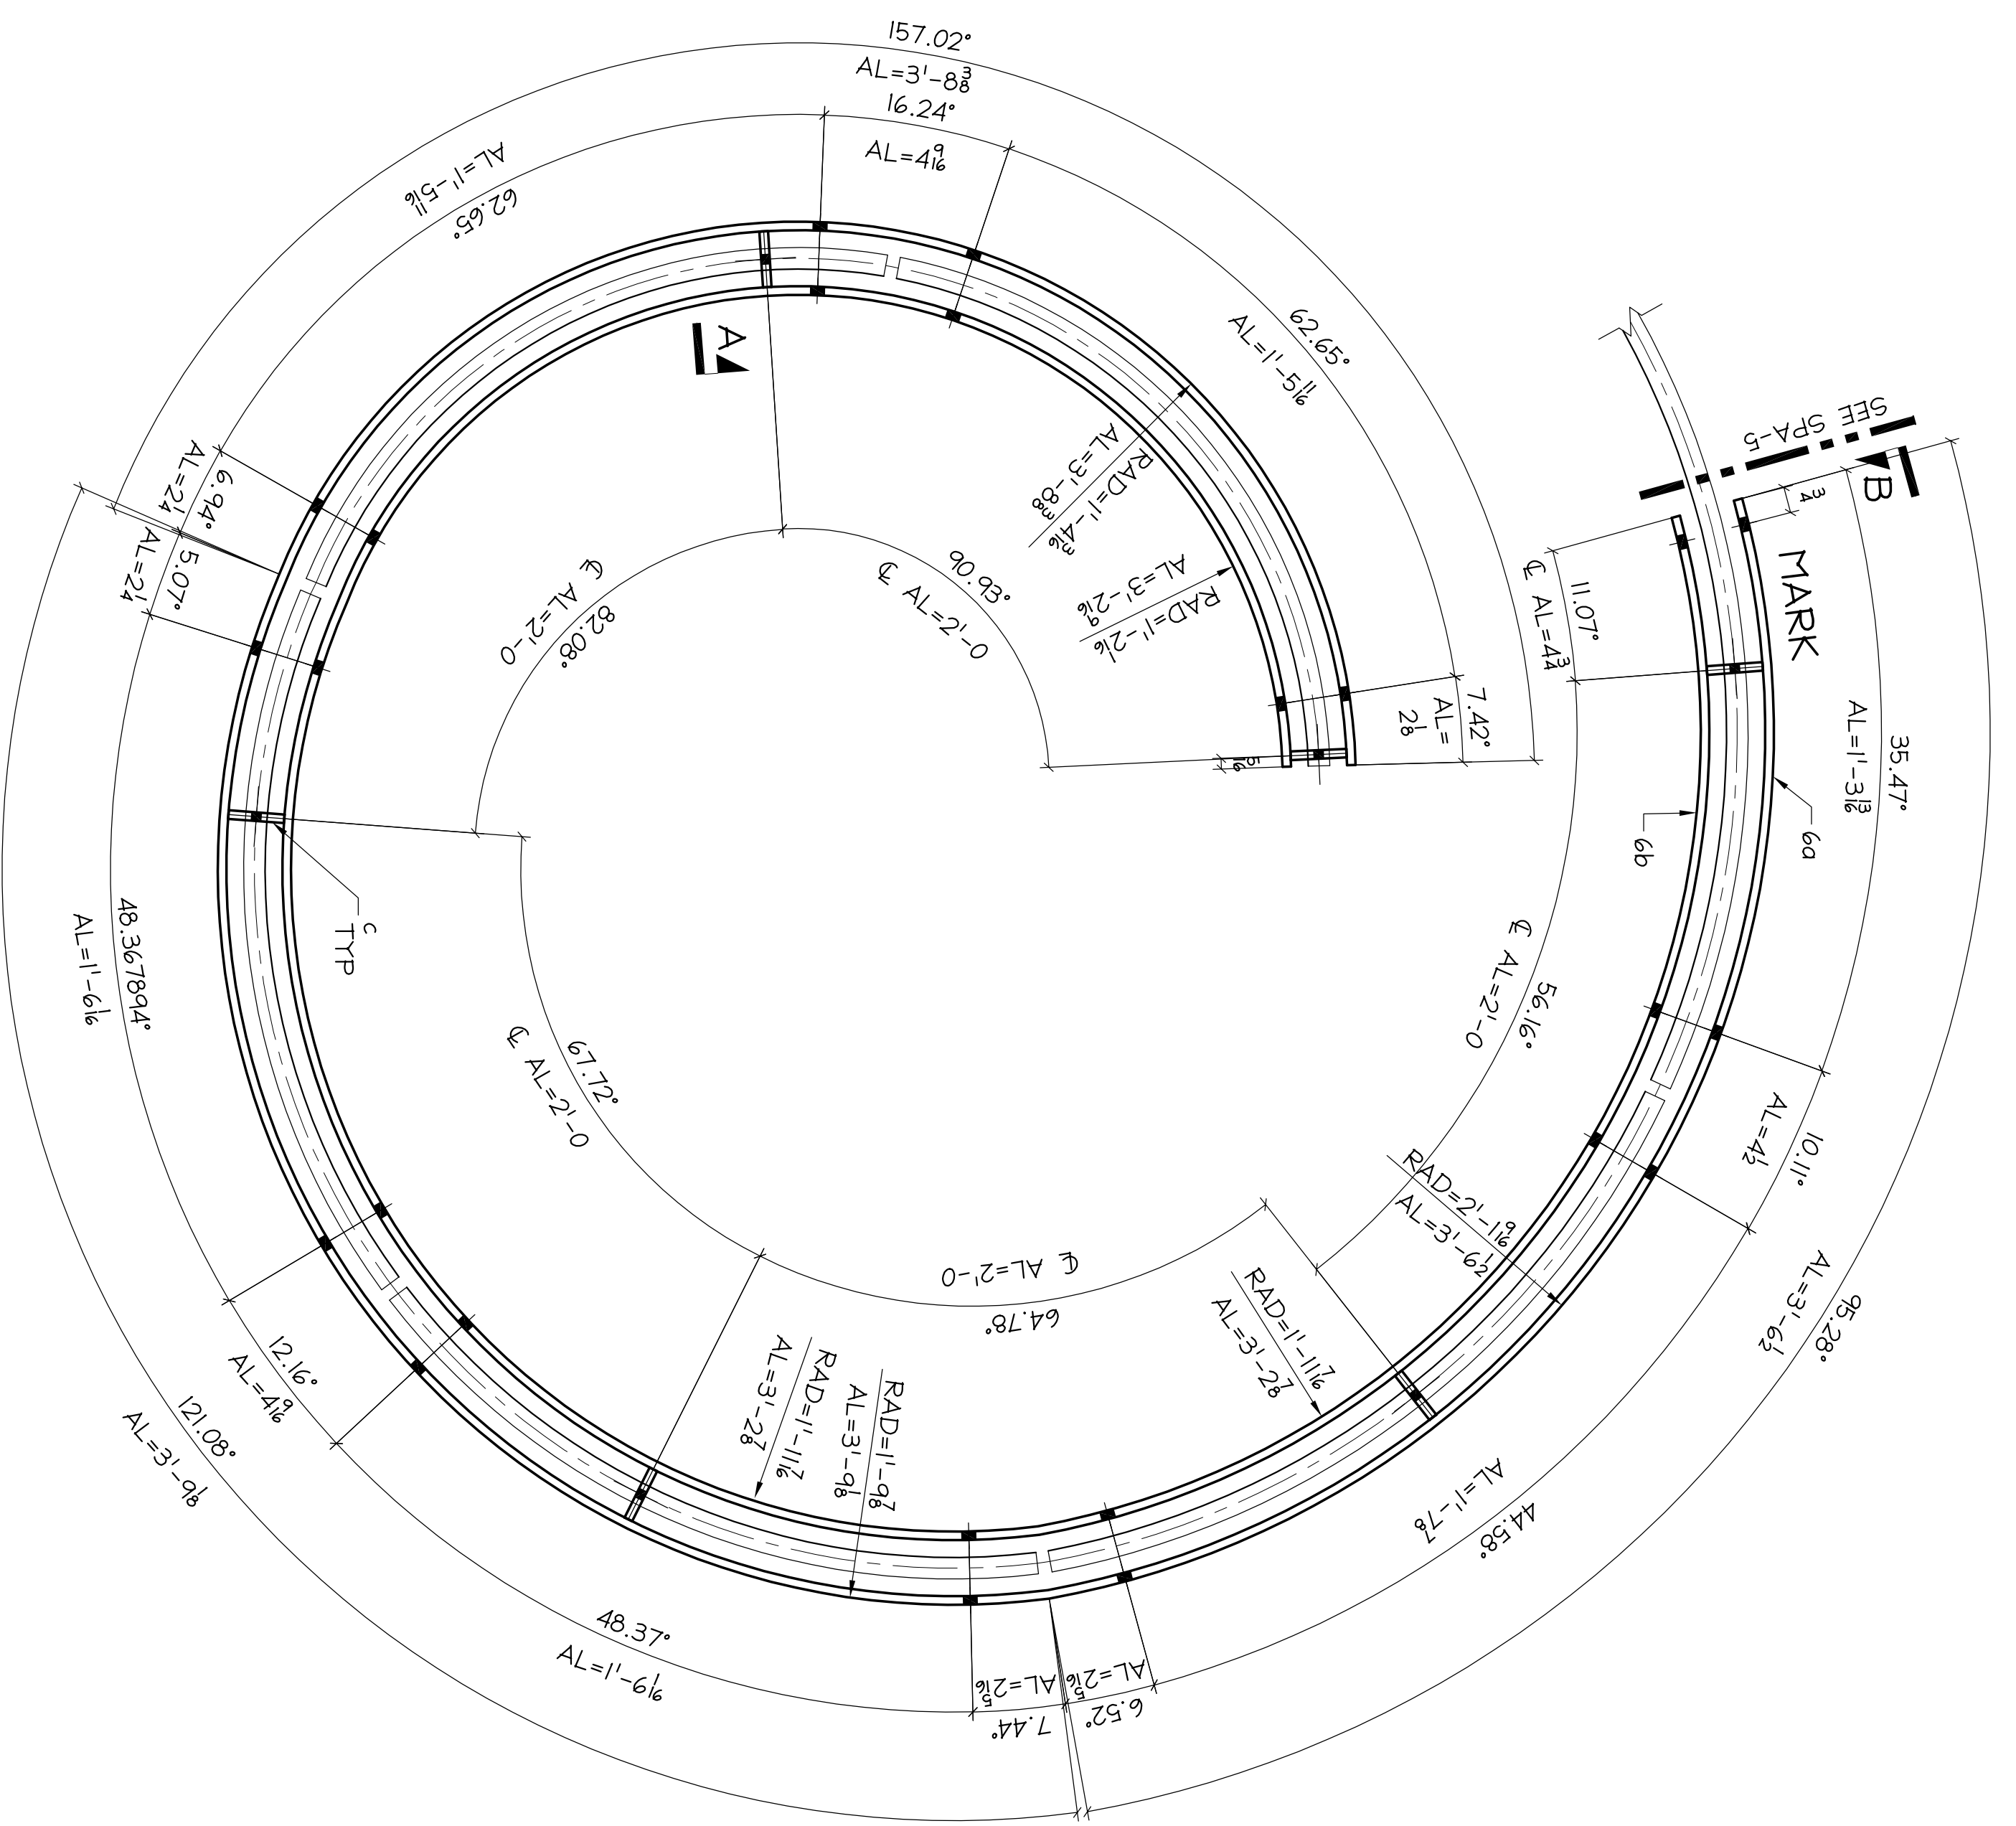 157.02°
AL=3'-8 3/8
16.24°
AL=4 9/16
AL=1'-5 11/16
62.65°
62.65°
AL=1'-5 11/16
A
AL=3'-8 3/8
RAD=1'-4 3/16
AL=3'-2 9/16
RAD=1'-2 1/16
90.93°
℄ AL=2'-0
℄ AL=2'-0
82.08°
AL=2 1/4
6.94°
AL=2 1/4
5.07°
7.42°
AL=
2 1/8
5/16
SEE SPA-5
B
3/4
MARK
11.07°
℄ AL=4 3/4
35.47°
AL=1'-3 13/16
6a
6b
56.16°
℄ AL=2'-0
10.11°
AL=4 1/2
95.28°
AL=3'-6 1/2
RAD=2'-1 9/16
AL=3'-6 1/2
RAD=1'-11 7/16
AL=3'-2 7/8
c
TYP
48.367894°
AL=1'-6 1/16
67.72°
℄ AL=2'-0
℄ AL=2'-0
64.78°
12.16°
AL=4 9/16
121.08°
AL=3'-9 1/8
RAD=1'-11 7/16
AL=3'-2 7/8
RAD=1'-9 7/8
AL=3'-9 1/8
48.37°
AL=1'-6 1/16
AL=2 5/16
7.44°
AL=2 5/16
6.52°
AL=1'-7 7/8
44.58°